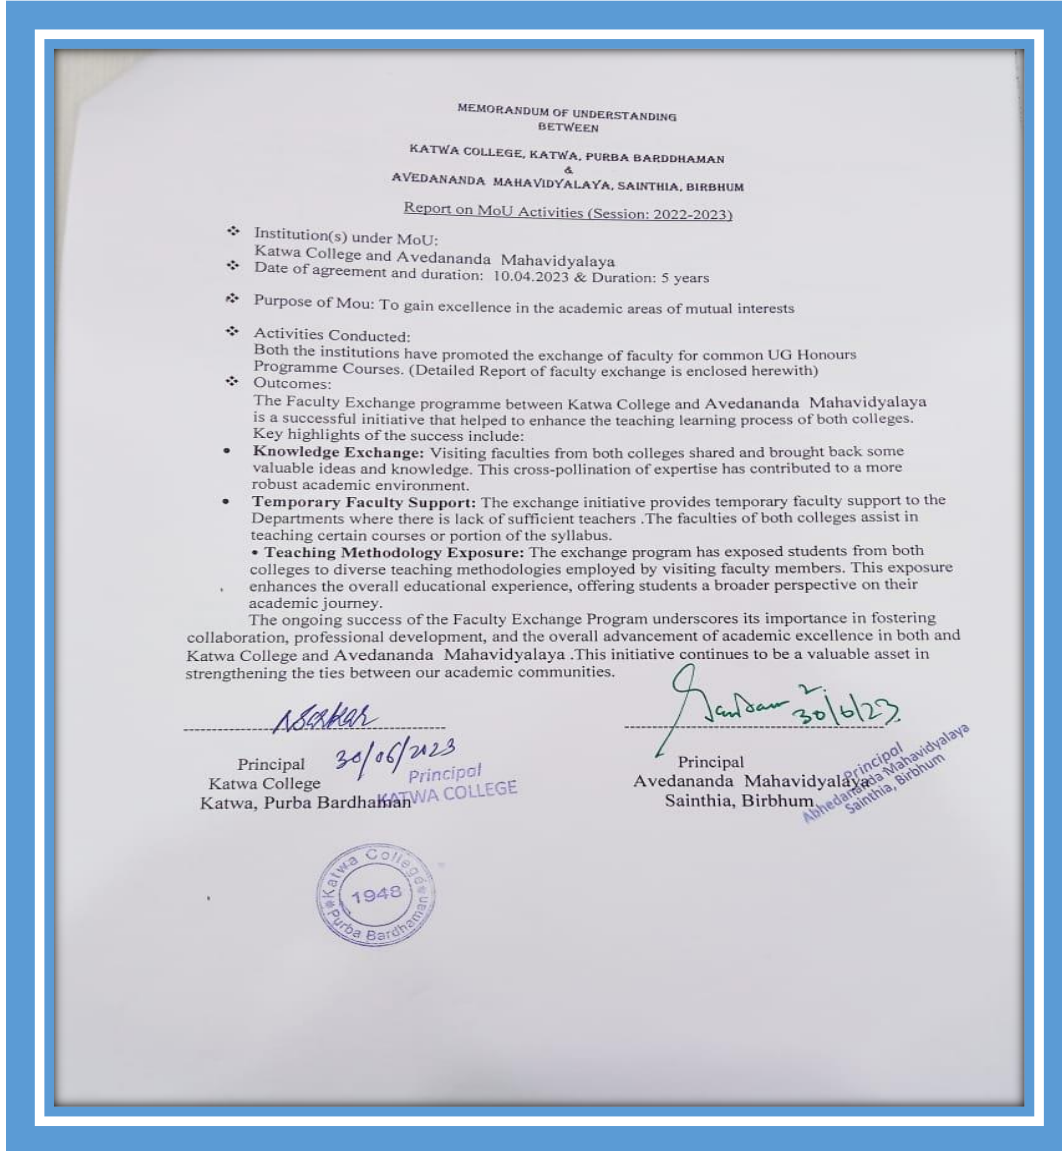 MEMORANDUM OF UNDERSTANDING
BETWEEN
KATWA COLLEGE, KATWA, PURBA BARDDHAMAN
&
AVEDANANDA MAHAVIDYALAYA, SAINTHIA, BIRBHUM
Report on MoU Activities (Session: 2022-2023)
❖ Institution(s) under MoU:
Katwa College and Avedananda Mahavidyalaya
❖ Date of agreement and duration: 10.04.2023 & Duration: 5 years
❖ Purpose of Mou: To gain excellence in the academic areas of mutual interests
❖ Activities Conducted:
Both the institutions have promoted the exchange of faculty for common UG Honours
Programme Courses. (Detailed Report of faculty exchange is enclosed herewith)
❖ Outcomes:
The Faculty Exchange programme between Katwa College and Avedananda Mahavidyalaya
is a successful initiative that helped to enhance the teaching learning process of both colleges.
Key highlights of the success include:
• Knowledge Exchange: Visiting faculties from both colleges shared and brought back some
valuable ideas and knowledge. This cross-pollination of expertise has contributed to a more
robust academic environment.
• Temporary Faculty Support: The exchange initiative provides temporary faculty support to the
Departments where there is lack of sufficient teachers .The faculties of both colleges assist in
teaching certain courses or portion of the syllabus.
• Teaching Methodology Exposure: The exchange program has exposed students from both
colleges to diverse teaching methodologies employed by visiting faculty members. This exposure
enhances the overall educational experience, offering students a broader perspective on their
academic journey.
The ongoing success of the Faculty Exchange Program underscores its importance in fostering
collaboration, professional development, and the overall advancement of academic excellence in both and
Katwa College and Avedananda Mahavidyalaya .This initiative continues to be a valuable asset in
strengthening the ties between our academic communities.
30/06/2023
Principal
Katwa College
Katwa, Purba Bardhaman
Principal
KATWA COLLEGE
30/6/23
Principal
Avedananda Mahavidyalaya
Sainthia, Birbhum
Principal
Abhedananda Mahavidyalaya
Sainthia, Birbhum
Katwa College
1948
Purba Bardhaman